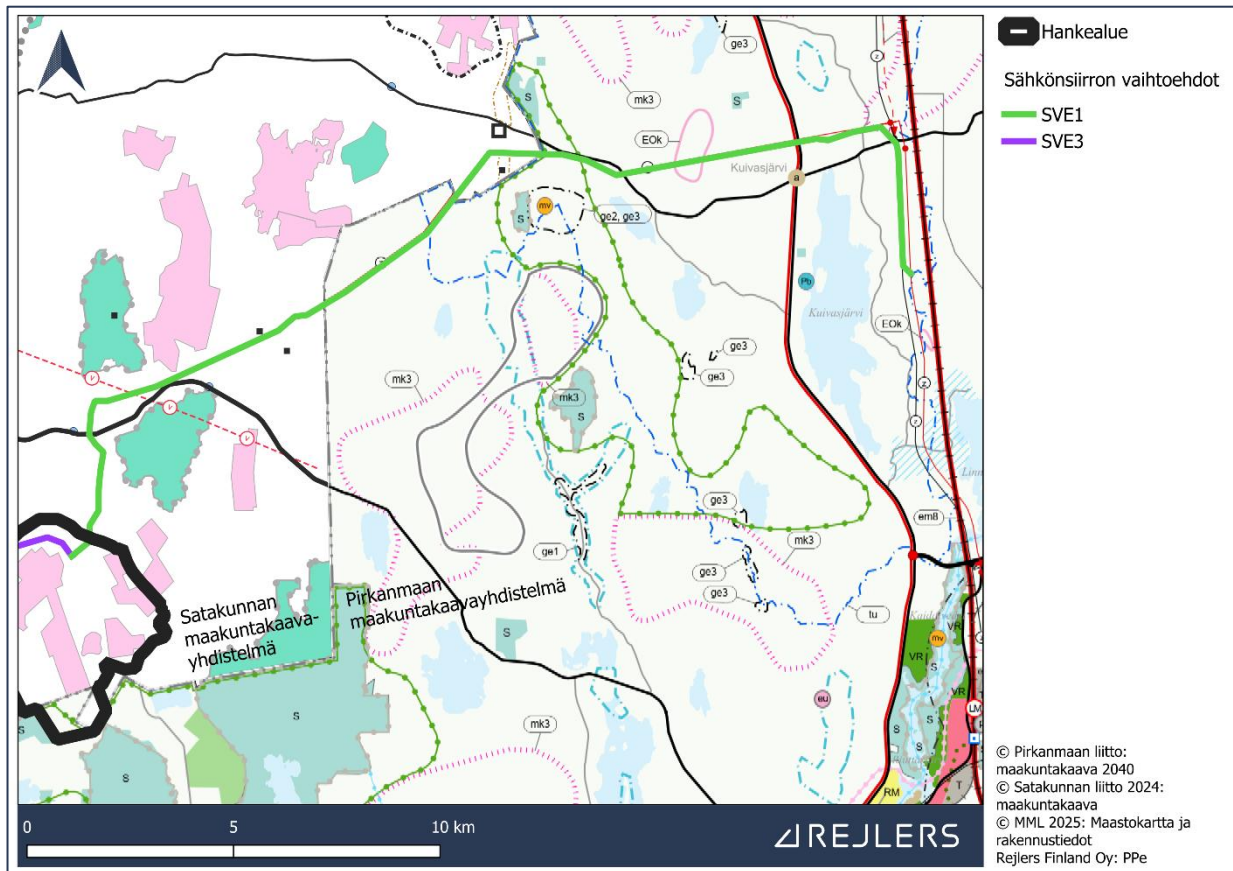 Hankealue
Sähkönsiirron vaihtoehdot
SVE1
SVE3
ge3
mk3
S
S
EOk
z
Kuivasjärvi
a
z
S
mv
ge2, ge3
z
Pb
Kuivasjärvi
EOk
z
ge3
ge3
mk3
mk3
S
v
v
v
z
Linn
ge3
em8
ge1
mk3
ge3
ge3
tu
Satakunnan
maakuntakaava-
yhdistelmä
Pirkanmaan
maakuntakaavayhdistelmä
S
VR
VR
mv
S
VR
eu
S
S
S
LM
mk3
S
S
RM
T
0
5
10 km
REJLERS
© Pirkanmaan liitto:
maakuntakaava 2040
© Satakunnan liitto 2024:
maakuntakaava
© MML 2025: Maastokartta ja
rakennustiedot
Rejlers Finland Oy: PPe